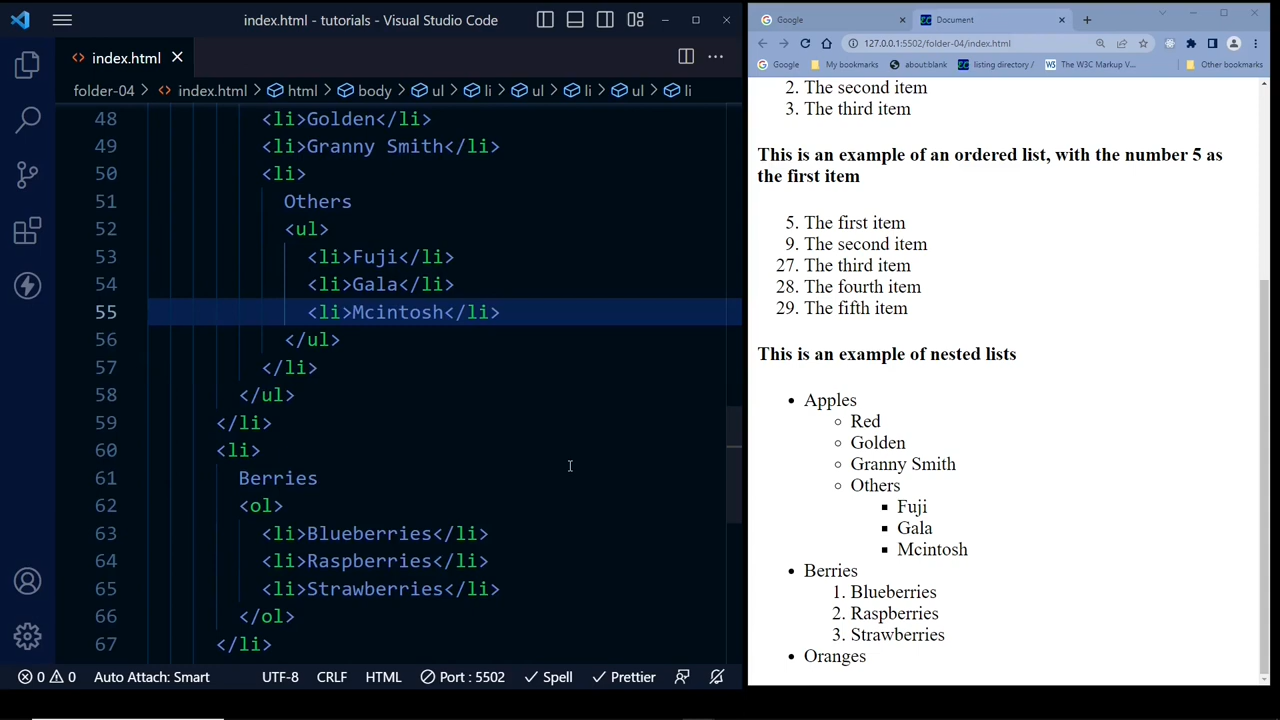 index.html - tutorials - Visual Studio Code
index.html
folder-04 > index.html > html > body > ul > li > ul > li > ul > li
48 <li>Golden</li>
49 <li>Granny Smith</li>
50 <li>
51 Others
52 <ul>
53 <li>Fuji</li>
54 <li>Gala</li>
55 <li>Mcintosh</li>
56 </ul>
57 </li>
58 </ul>
59 </li>
60 <li>
61 Berries
62 <ol>
63 <li>Blueberries</li>
64 <li>Raspberries</li>
65 <li>Strawberries</li>
66 </ol>
67 </li>
0 0 Auto Attach: Smart UTF-8 CRLF HTML Port : 5502 Spell Prettier
Google Document
127.0.0.1:5502/folder-04/index.html
Google My bookmarks about:blank listing directory / The W3C Markup V... Other bookmarks
2. The second item
3. The third item
This is an example of an ordered list, with the number 5 as
the first item
5. The first item
9. The second item
27. The third item
28. The fourth item
29. The fifth item
This is an example of nested lists
• Apples
○ Red
○ Golden
○ Granny Smith
○ Others
▪ Fuji
▪ Gala
▪ Mcintosh
• Berries
1. Blueberries
2. Raspberries
3. Strawberries
• Oranges